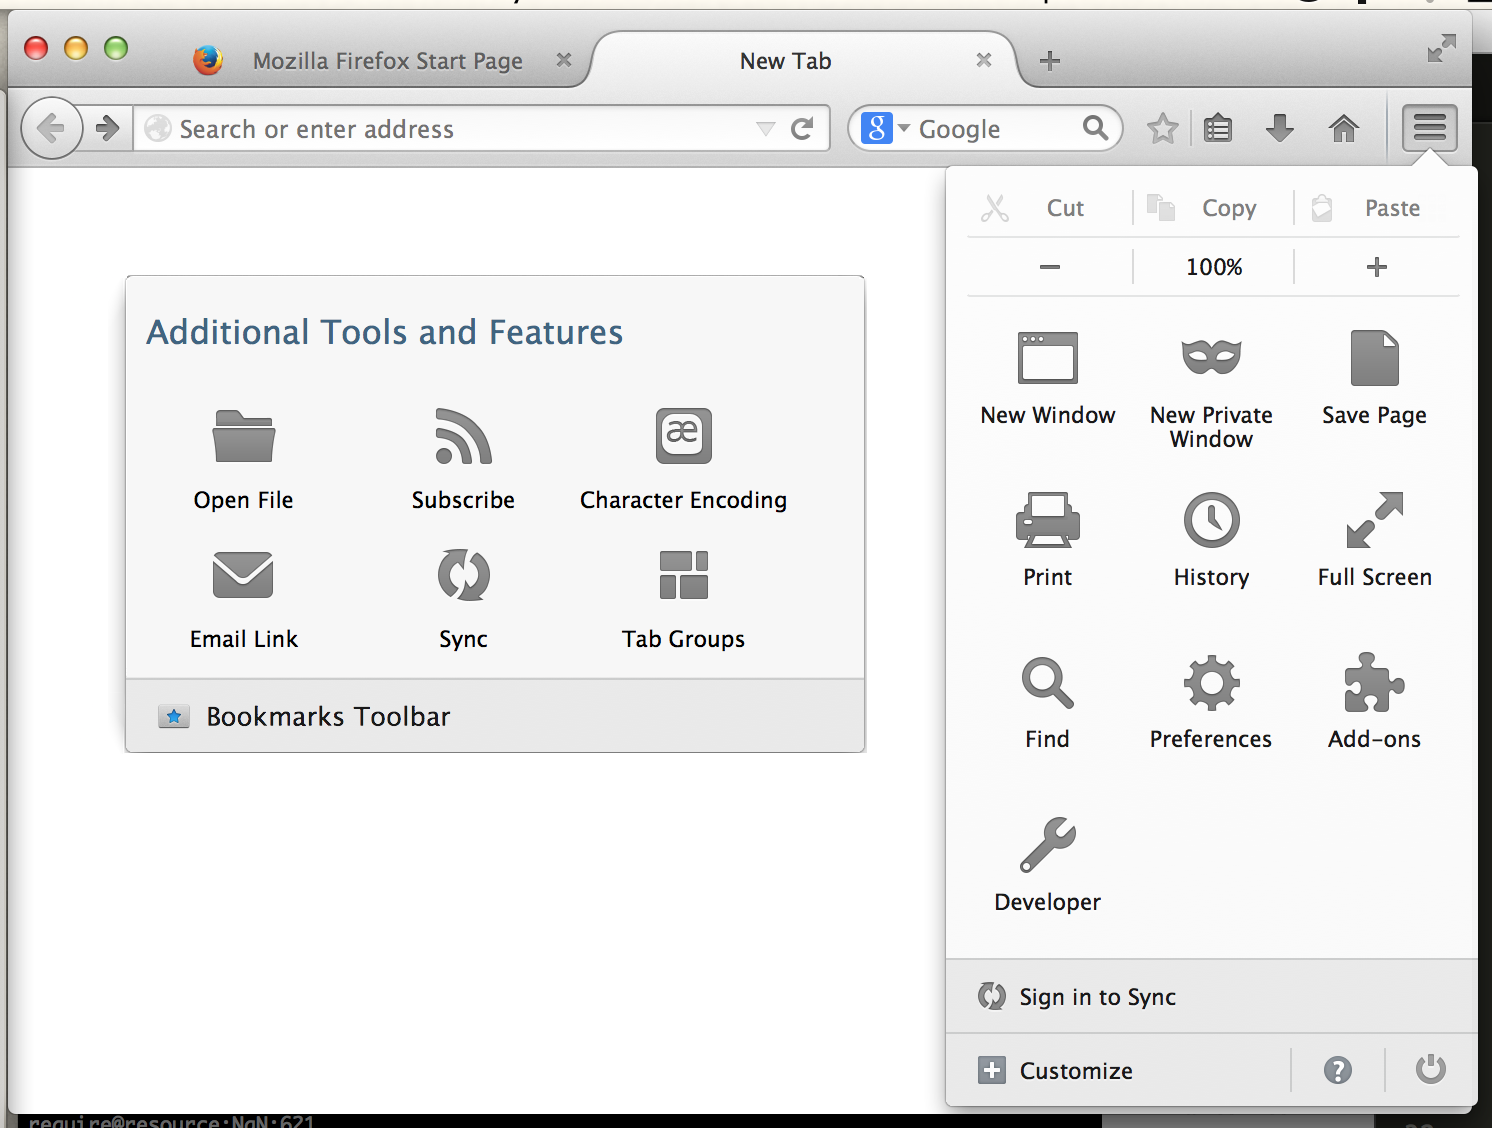 Mozilla Firefox Start Page
New Tab
Search or enter address
Google
Cut
Copy
Paste
100%
Additional Tools and Features
Open File
Subscribe
Character Encoding
Email Link
Sync
Tab Groups
Bookmarks Toolbar
New Window
New Private
Window
Save Page
Print
History
Full Screen
Find
Preferences
Add-ons
Developer
Sign in to Sync
Customize
require@resource:NaN:621